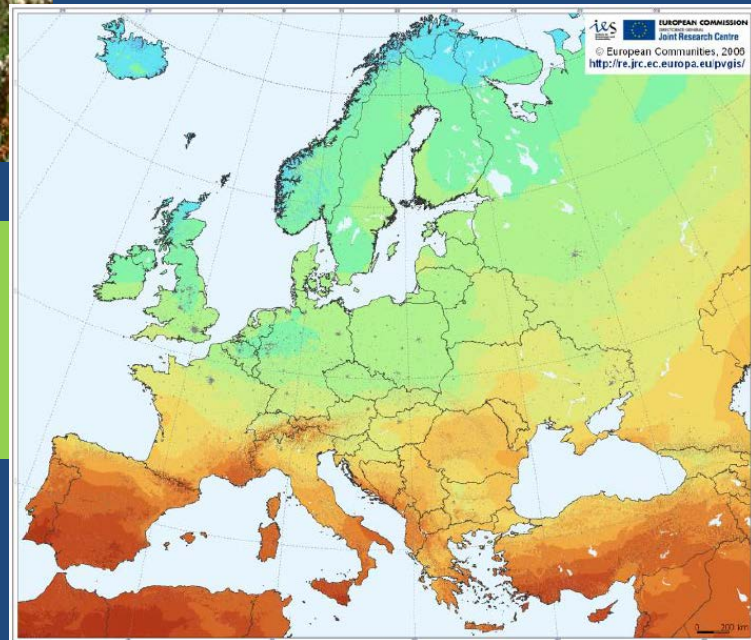 ies
EUROPEAN COMMISSION
DIRECTORATE GENERAL
Joint Research Centre
© European Communities, 2006
http://re.jrc.ec.europa.eu/pvgis/
0 200 km